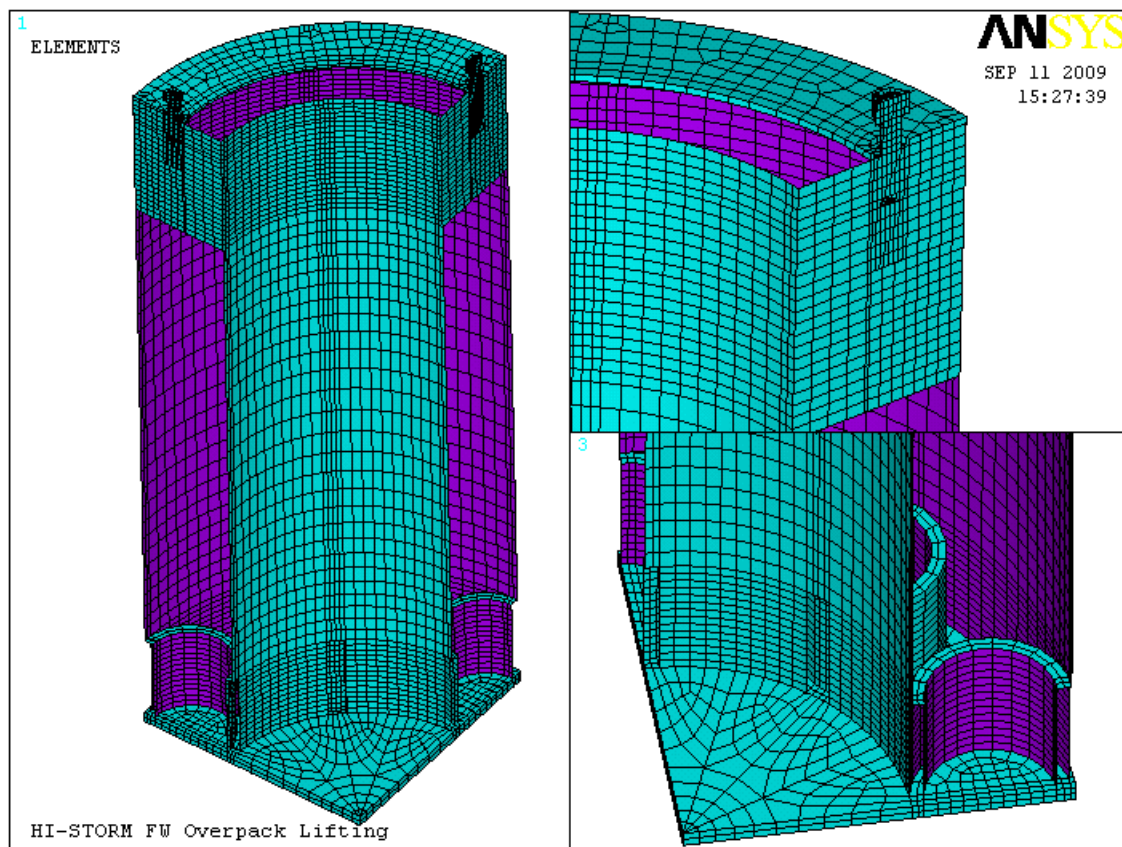 1
ELEMENTS
ANSYS
SEP 11 2009
15:27:39
3
HI-STORM FW Overpack Lifting